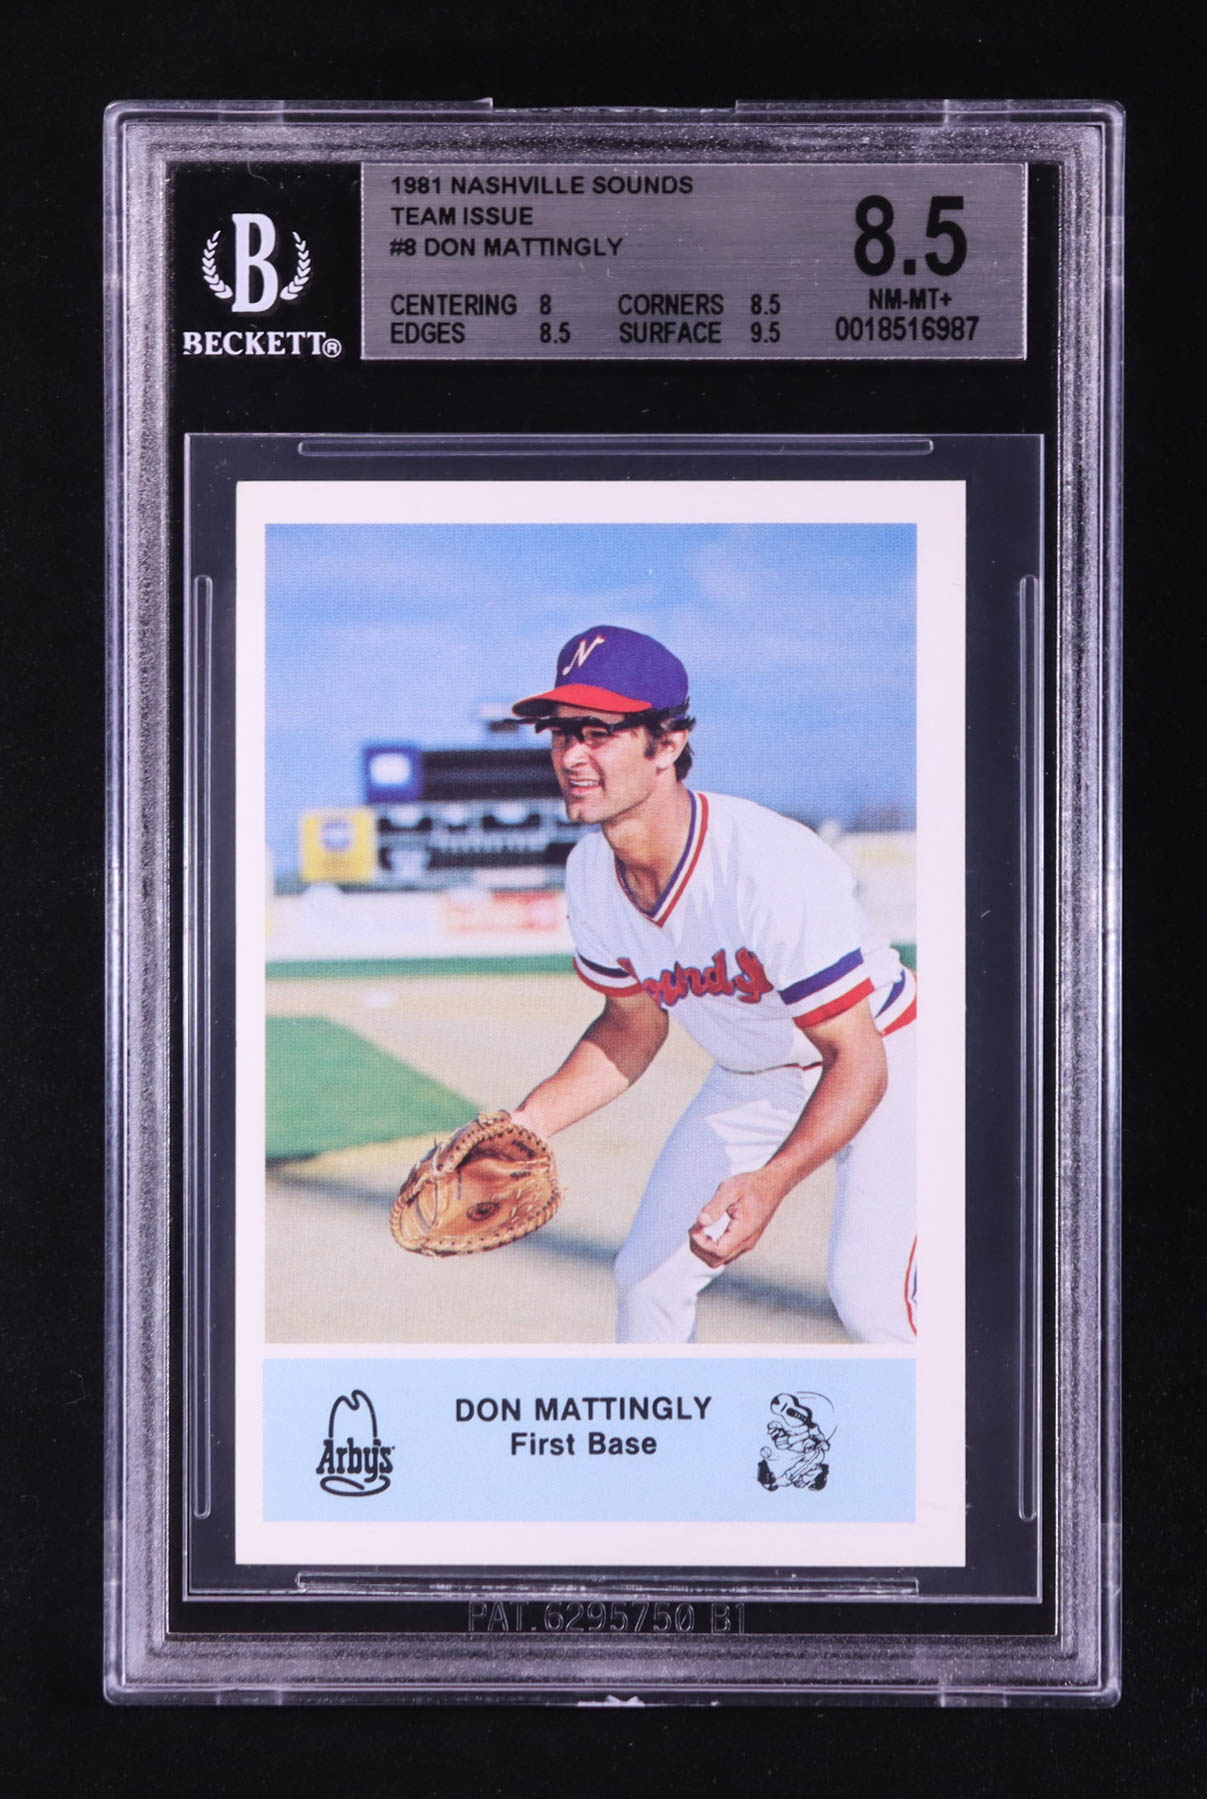 1981 NASHVILLE SOUNDS
TEAM ISSUE
#8 DON MATTINGLY
8.5
NM-MT+
0018516987
CENTERING 8 CORNERS 8.5
EDGES 8.5 SURFACE 9.5
B
BECKETT®
N
Sounds
Arby's
DON MATTINGLY
First Base
PAT.6295750 B1